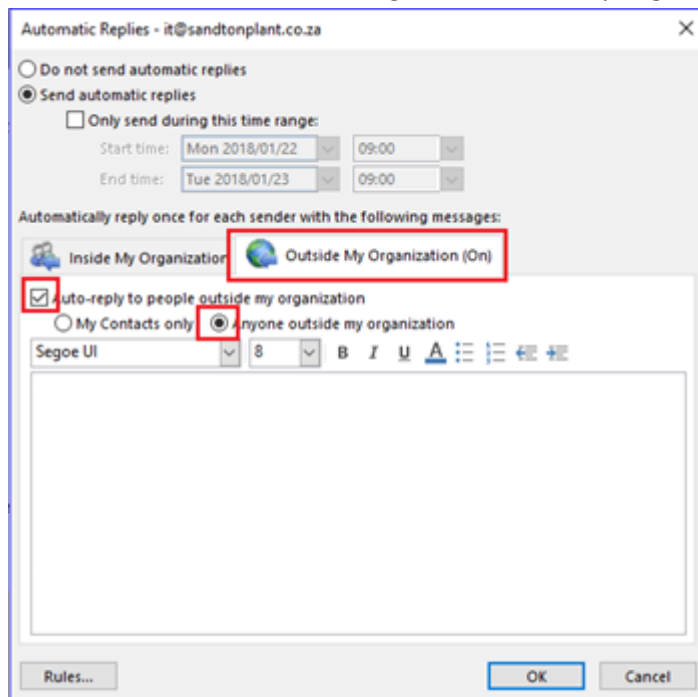 Automatic Replies - it@sandtonplant.co.za
Do not send automatic replies
Send automatic replies
Only send during this time range:
Start time: Mon 2018/01/22 09:00
End time: Tue 2018/01/23 09:00
Automatically reply once for each sender with the following messages:
Inside My Organization Outside My Organization (On)
Auto-reply to people outside my organization
My Contacts only Anyone outside my organization
Segoe UI 8 B I U A
Rules... OK Cancel